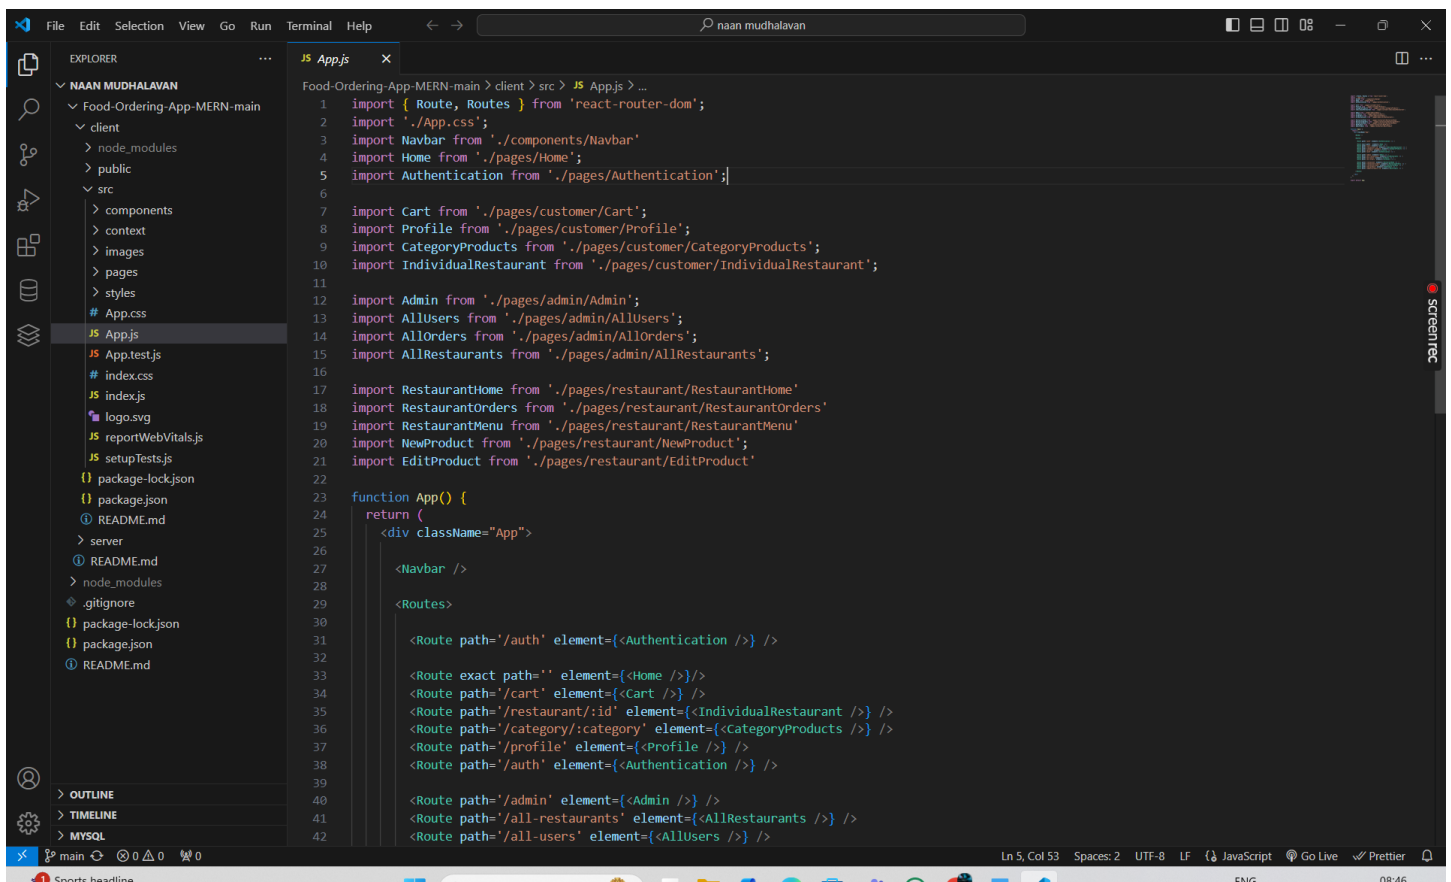 File Edit Selection View Go Run Terminal Help
naan mudhalavan
EXPLORER
NAAN MUDHALAVAN
Food-Ordering-App-MERN-main
client
node_modules
public
src
components
context
images
pages
styles
# App.css
JS App.js
JS App.test.js
# index.css
JS index.js
logo.svg
JS reportWebVitals.js
JS setupTests.js
{} package-lock.json
{} package.json
README.md
server
README.md
node_modules
.gitignore
{} package-lock.json
{} package.json
README.md
OUTLINE
TIMELINE
MYSQL
JS App.js
Food-Ordering-App-MERN-main > client > src > JS App.js > ...
1 import { Route, Routes } from 'react-router-dom';
2 import './App.css';
3 import Navbar from './components/Navbar'
4 import Home from './pages/Home';
5 import Authentication from './pages/Authentication';
6
7 import Cart from './pages/customer/Cart';
8 import Profile from './pages/customer/Profile';
9 import CategoryProducts from './pages/customer/CategoryProducts';
10 import IndividualRestaurant from './pages/customer/IndividualRestaurant';
11
12 import Admin from './pages/admin/Admin';
13 import AllUsers from './pages/admin/AllUsers';
14 import AllOrders from './pages/admin/AllOrders';
15 import AllRestaurants from './pages/admin/AllRestaurants';
16
17 import RestaurantHome from './pages/restaurant/RestaurantHome'
18 import RestaurantOrders from './pages/restaurant/RestaurantOrders'
19 import RestaurantMenu from './pages/restaurant/RestaurantMenu'
20 import NewProduct from './pages/restaurant/NewProduct';
21 import EditProduct from './pages/restaurant/EditProduct'
22
23 function App() {
24 return (
25 <div className="App">
26
27 <Navbar />
28
29 <Routes>
30
31 <Route path='/auth' element={<Authentication />} />
32
33 <Route exact path='' element={<Home />}/>
34 <Route path='/cart' element={<Cart />} />
35 <Route path='/restaurant/:id' element={<IndividualRestaurant />} />
36 <Route path='/category/:category' element={<CategoryProducts />} />
37 <Route path='/profile' element={<Profile />} />
38 <Route path='/auth' element={<Authentication />} />
39
40 <Route path='/admin' element={<Admin />} />
41 <Route path='/all-restaurants' element={<AllRestaurants />} />
42 <Route path='/all-users' element={<AllUsers />} />
screenrec
main 0 0 0
Ln 5, Col 53 Spaces: 2 UTF-8 LF {} JavaScript Go Live Prettier
1 Sports headline
ENG 08:46